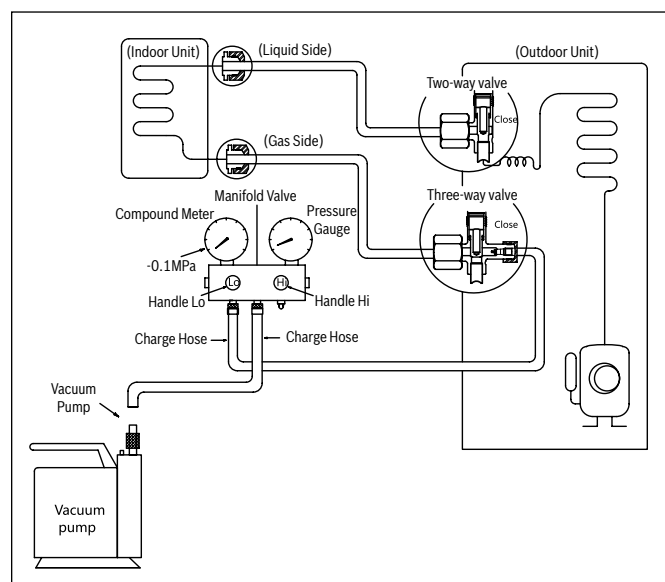 (Indoor Unit)
(Liquid Side)
(Outdoor Unit)
Two-way valve
Close
(Gas Side)
Three-way valve
Close
Manifold Valve
Compound Meter
Pressure
Gauge
-0.1MPa
Lo
Hi
Handle Lo
Handle Hi
Charge Hose
Charge Hose
Vacuum
Pump
Vacuum
pump